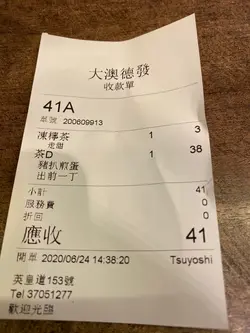 大澳德發
收款單
41A
單號 200609913
凍檸茶 1 3
走甜
茶D 1 38
豬扒煎蛋
出前一丁
小計 41
服務費 0
折回 0
應收 41
開單 2020/06/24 14:38:20 Tsuyoshi
英皇道153號
Tel 37051277
歡迎光臨